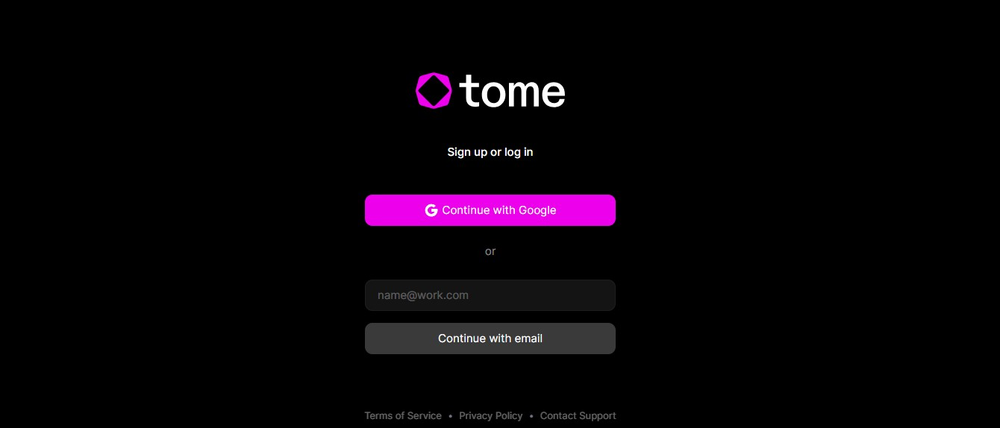 tome
Sign up or log in
Continue with Google
or
name@work.com
Continue with email
Terms of Service • Privacy Policy • Contact Support